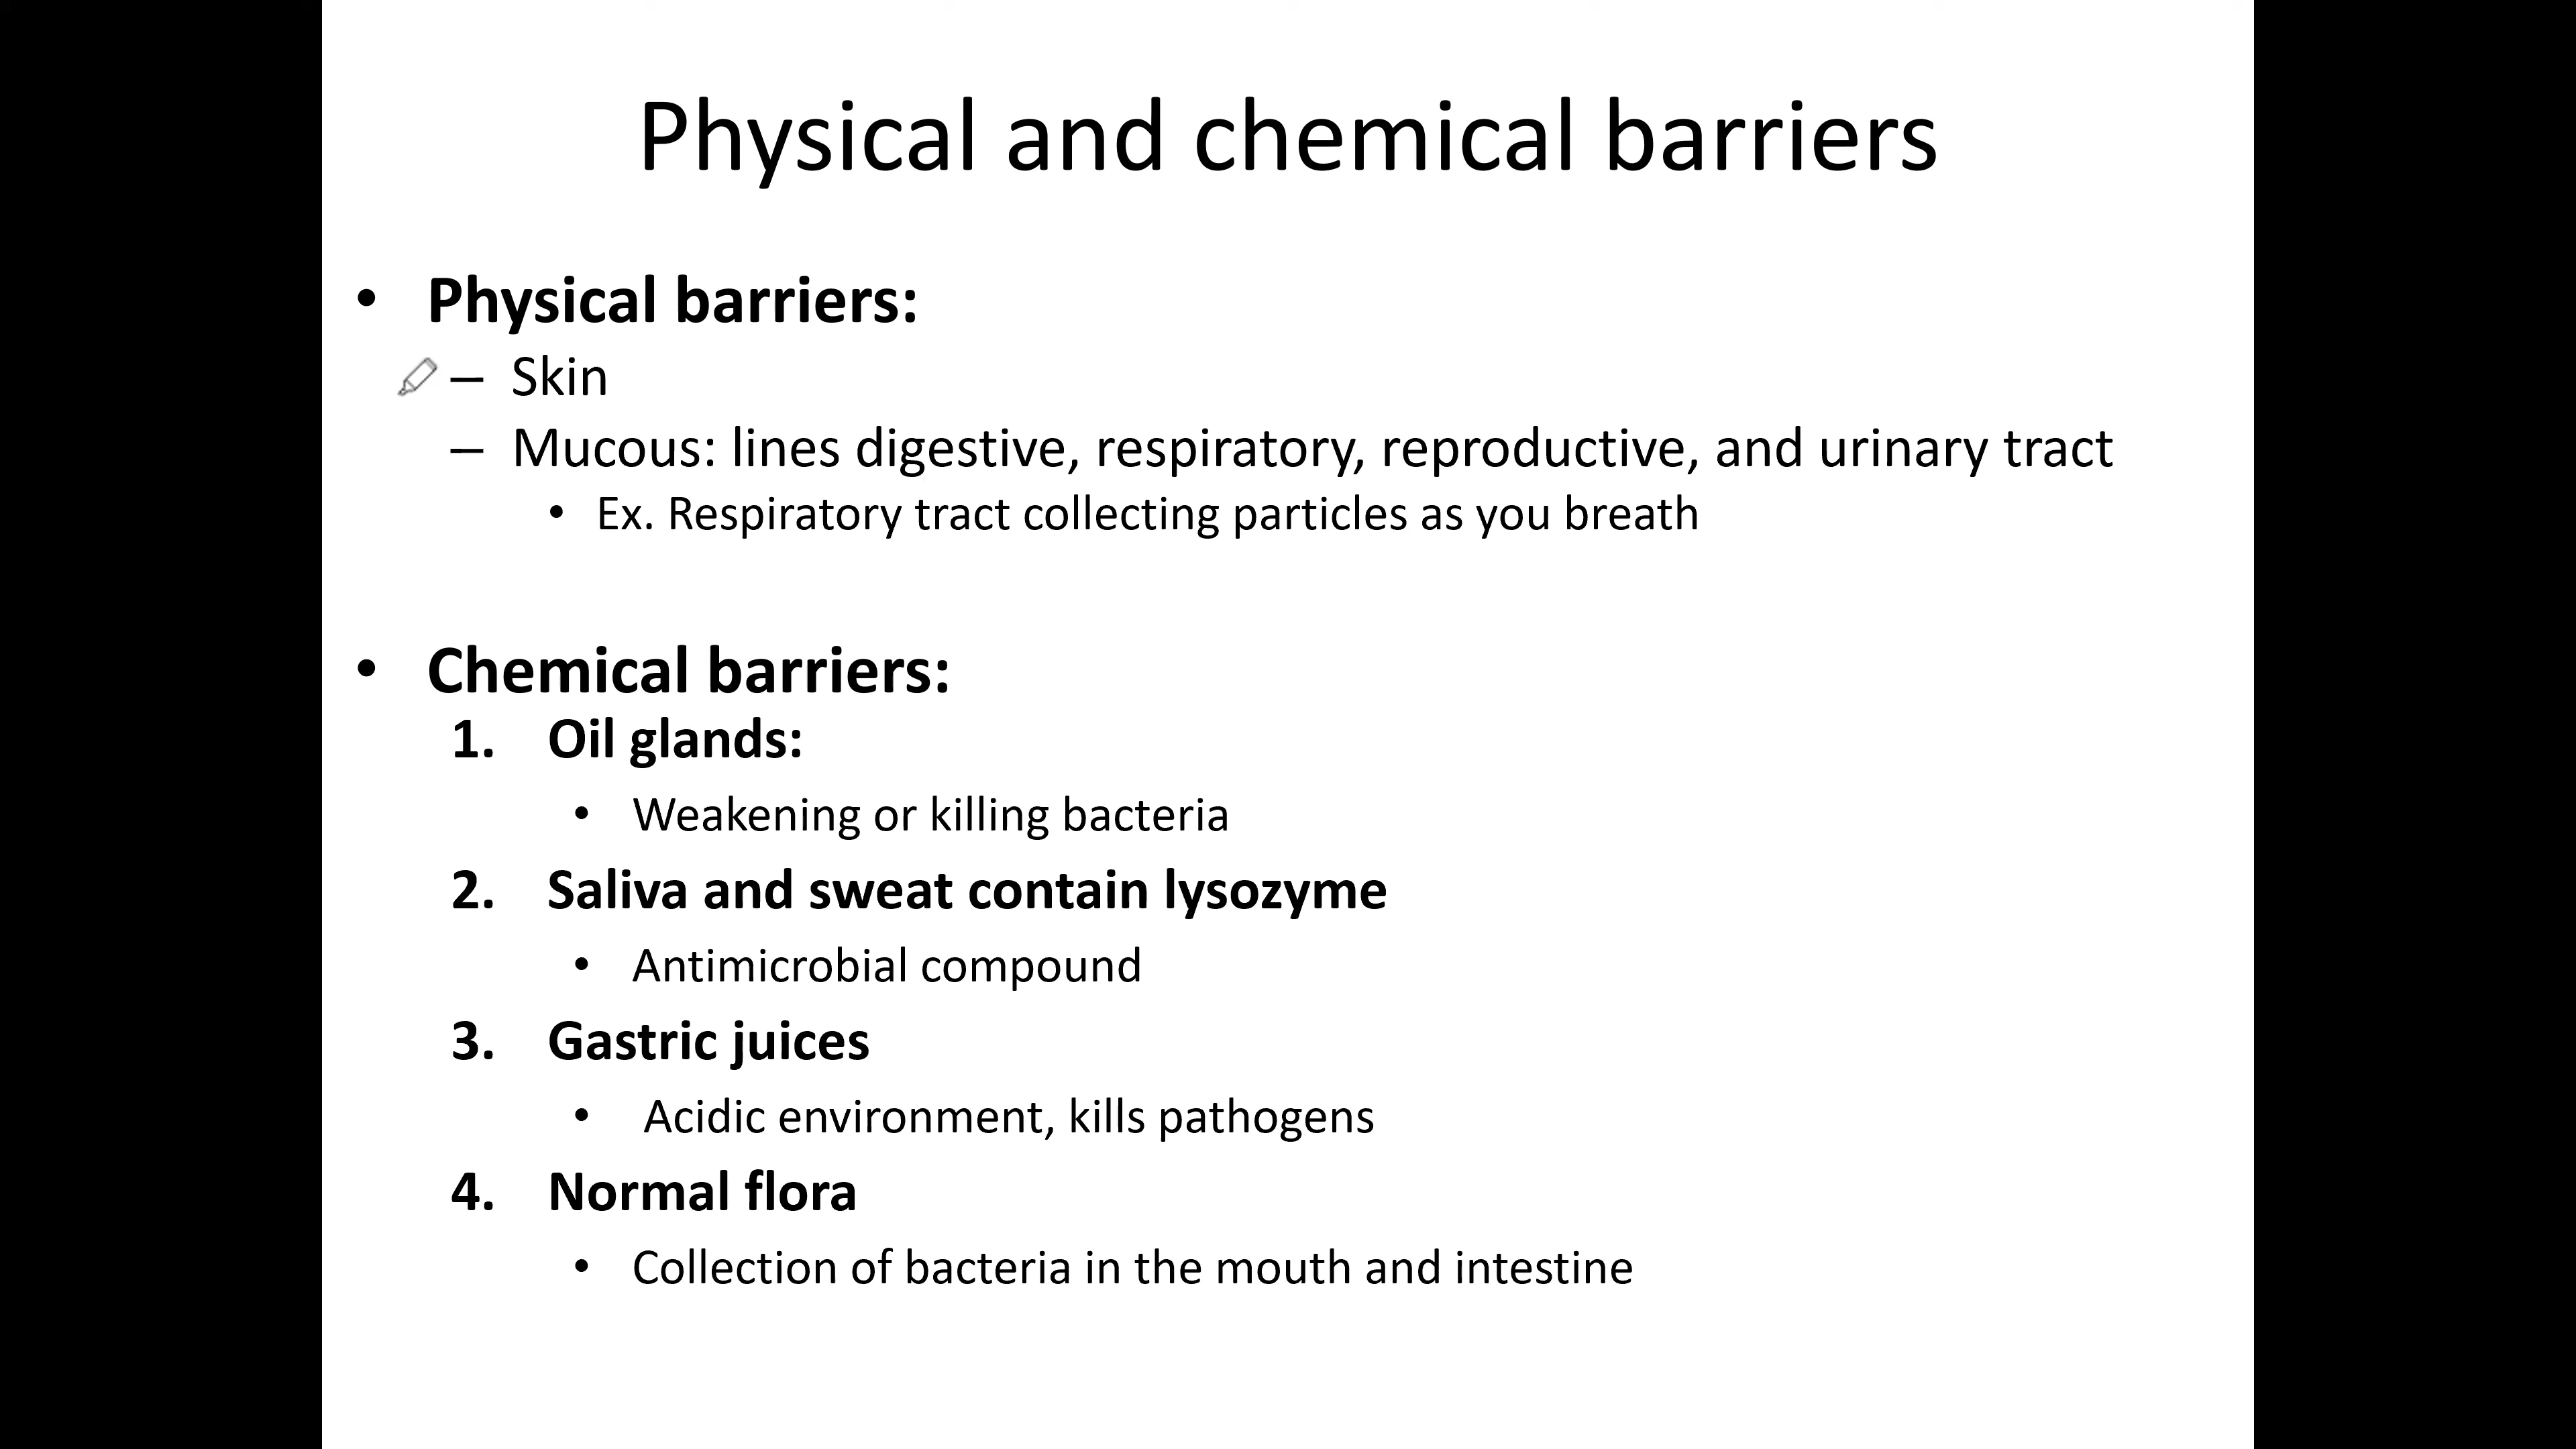 Physical and chemical barriers
• Physical barriers:
– Skin
– Mucous: lines digestive, respiratory, reproductive, and urinary tract
• Ex. Respiratory tract collecting particles as you breath
• Chemical barriers:
1. Oil glands:
• Weakening or killing bacteria
2. Saliva and sweat contain lysozyme
• Antimicrobial compound
3. Gastric juices
• Acidic environment, kills pathogens
4. Normal flora
• Collection of bacteria in the mouth and intestine